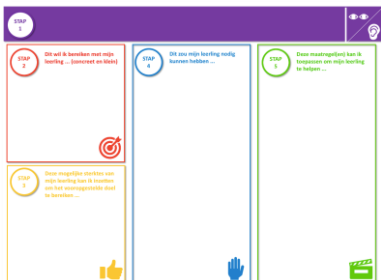 STAP
1
STAP
2
Dit wil ik bereiken met mijn
leerling ... (concreet en klein)
STAP
3
Deze mogelijke sterktes van
mijn leerling kan ik inzetten
om het vooropgestelde doel
te bereiken ...
STAP
4
Dit zou mijn leerling nodig
kunnen hebben ...
STAP
5
Deze maatregel(en) kan ik
toepassen om mijn leerling
te helpen ...